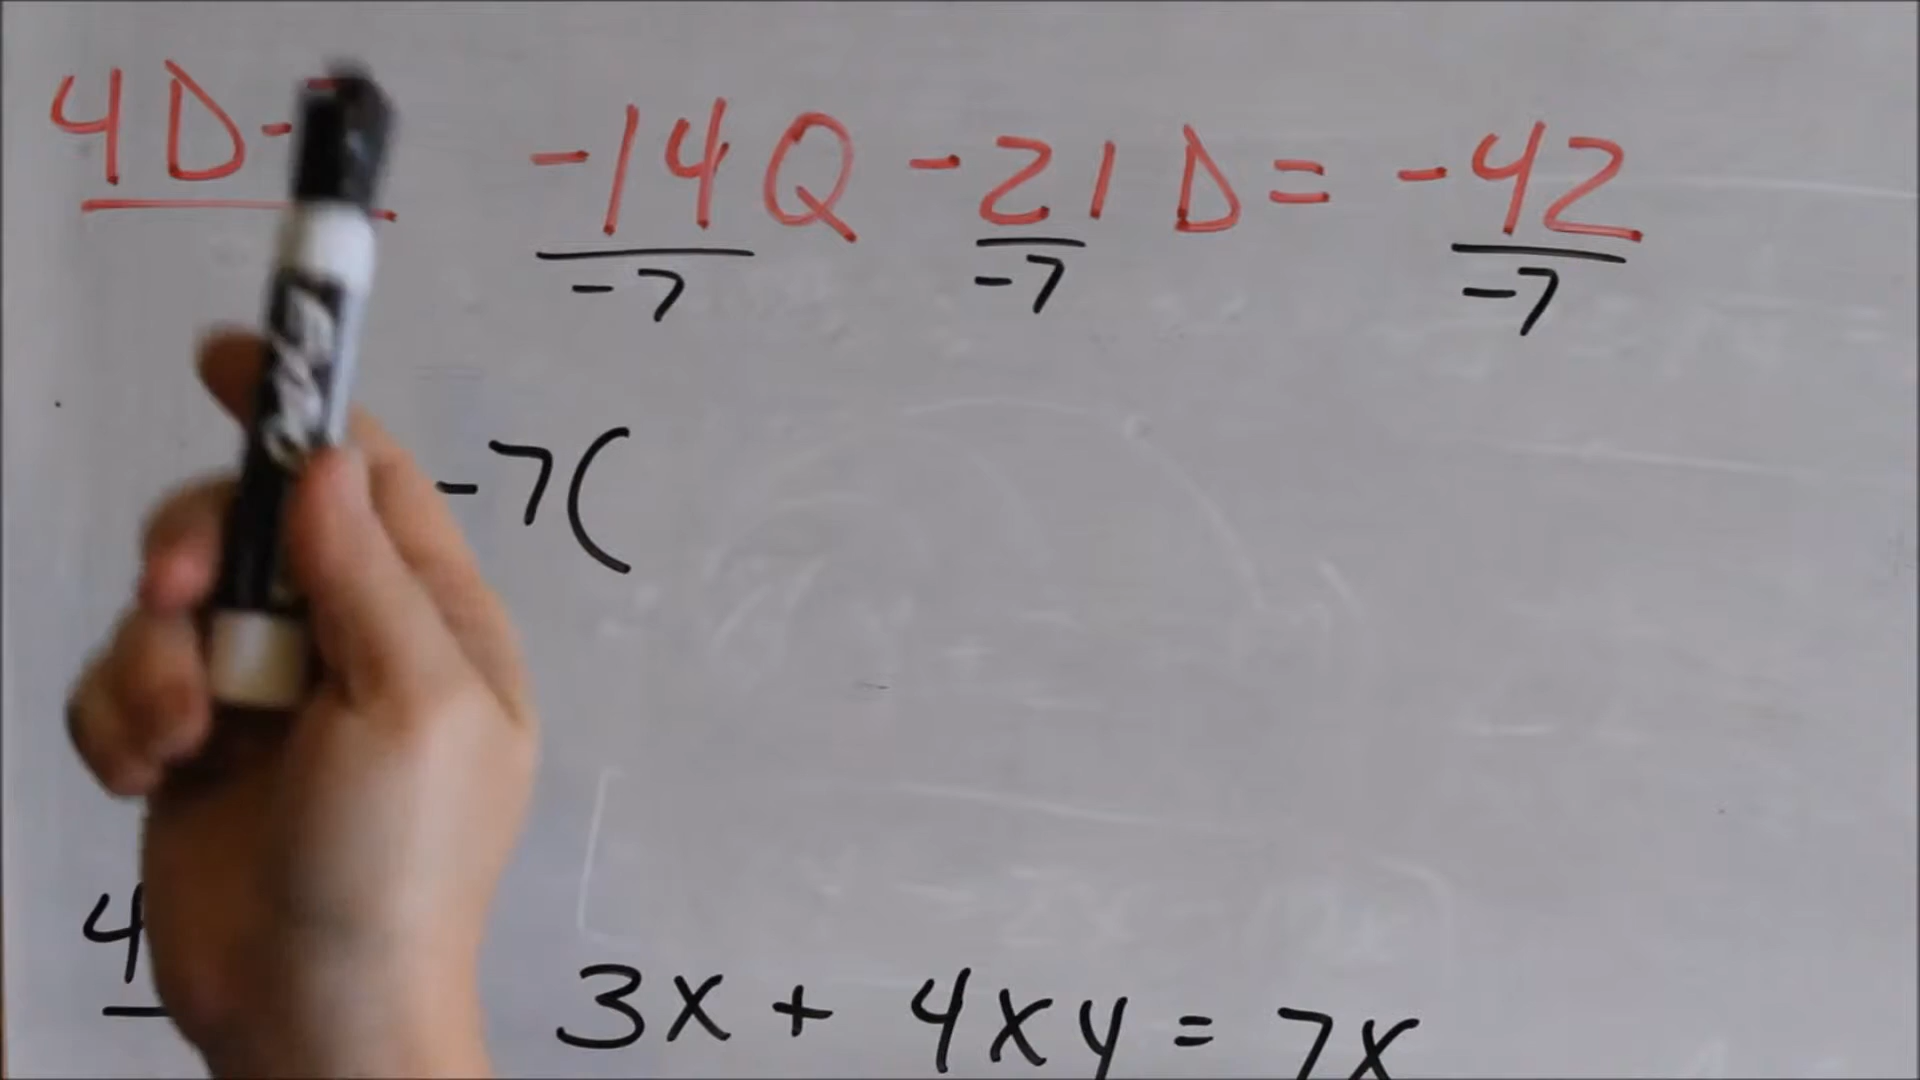 4D -
-14Q -21D = -42
-7 -7 -7
-7(
4
3x + 4xy = 7x